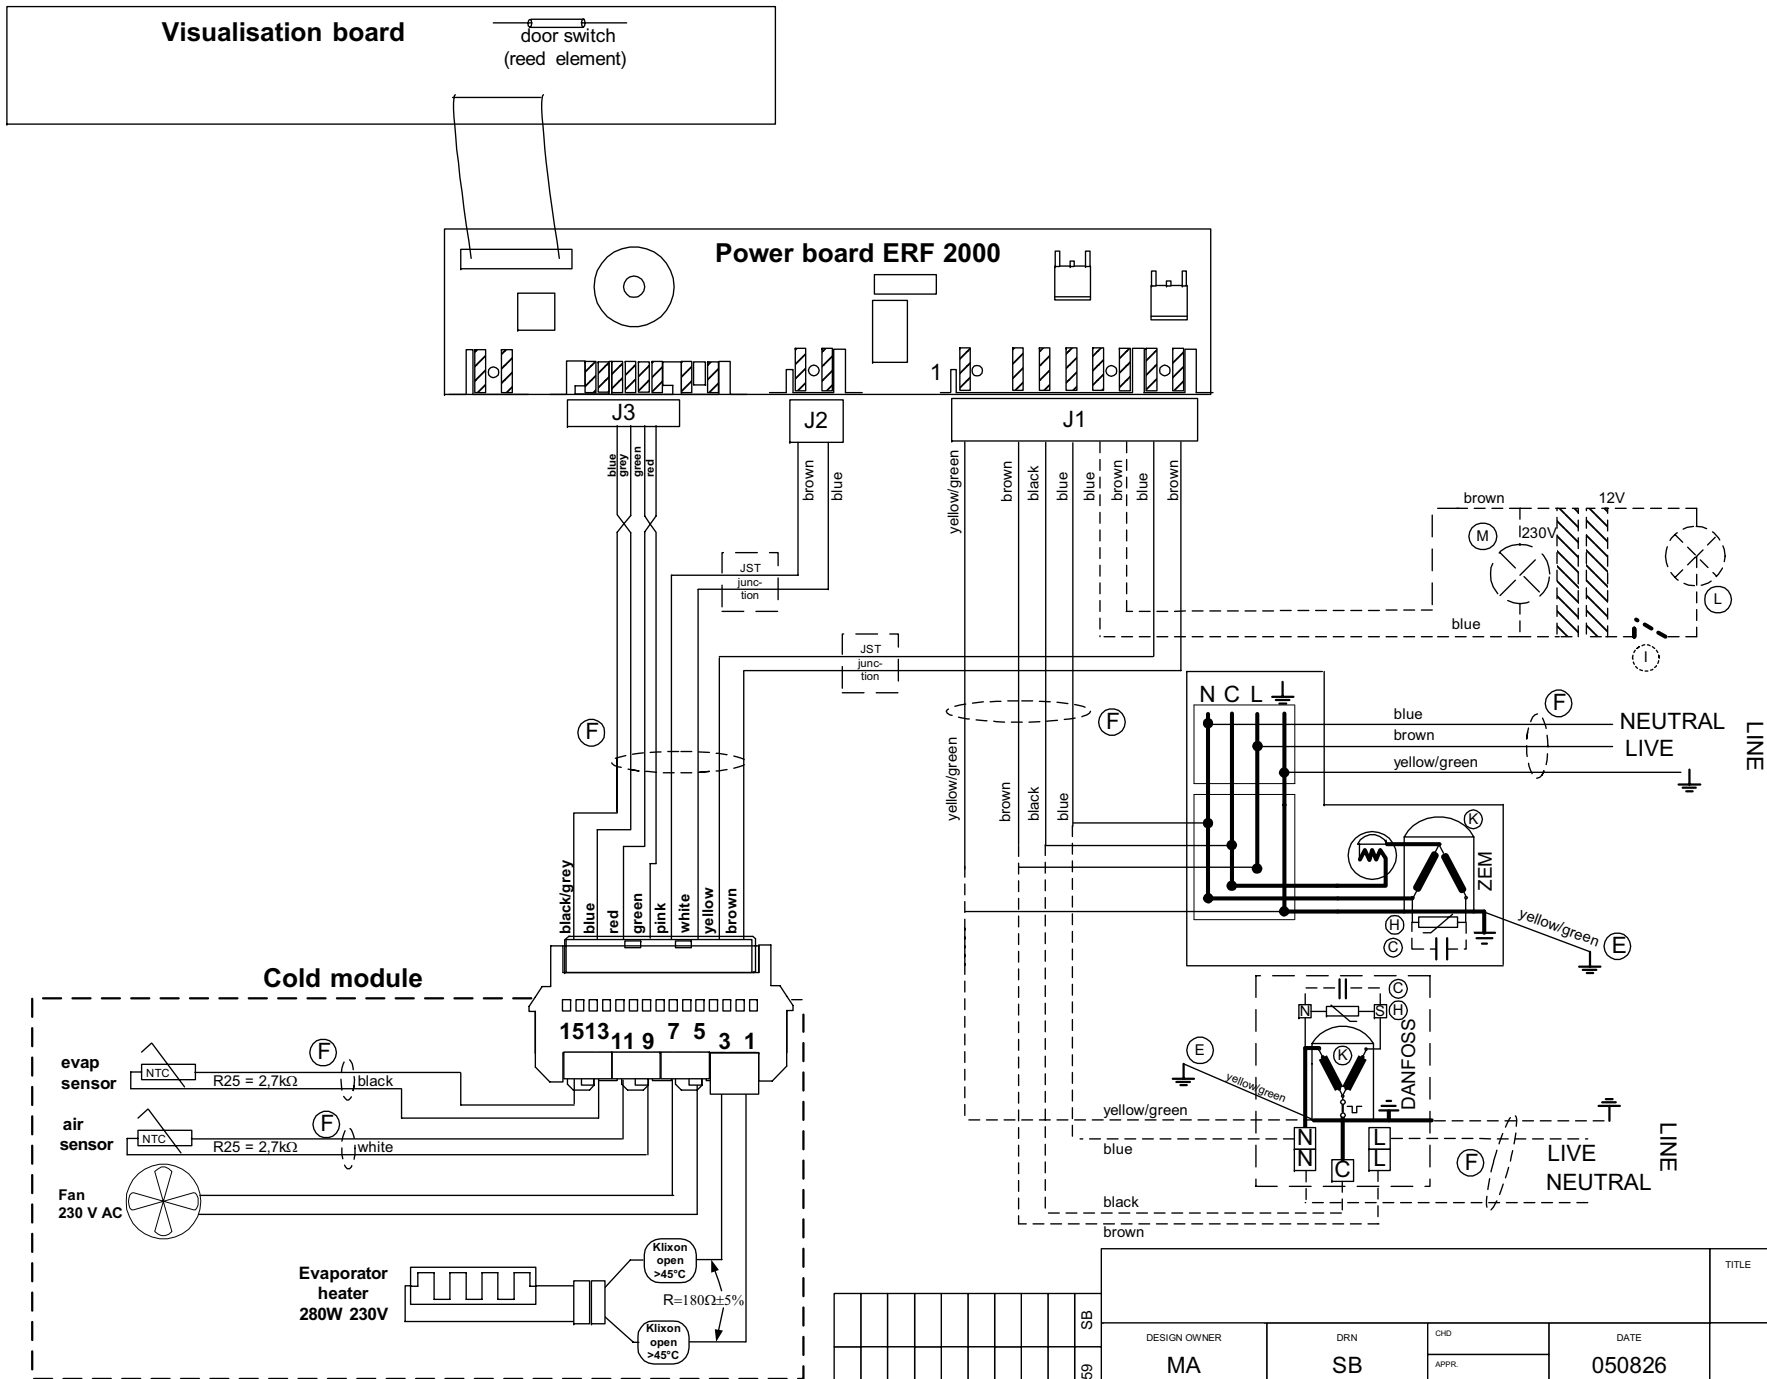 Visualisation board
door switch
(reed element)
Power board ERF 2000
1
J3
J2
J1
blue
grey
green
red
brown
blue
yellow/green
brown
black
blue
blue
brown
blue
brown
JST
junc-
tion
JST
junc-
tion
brown
12V
M
230V
L
blue
I
F
F
N C L
F
blue
NEUTRAL
brown
LIVE
yellow/green
LINE
yellow/green
brown
black
blue
K
ZEM
H
C
yellow/green
E
black/grey
blue
red
green
pink
white
yellow
brown
Cold module
15 13 11 9 7 5 3 1
evap
sensor
NTC
R25 = 2,7kΩ
F
black
air
sensor
NTC
R25 = 2,7kΩ
F
white
Fan
230 V AC
Evaporator
heater
280W 230V
Klixon
open
>45°C
R=180Ω±5%
Klixon
open
>45°C
C
N
S
H
K
DANFOSS
E
yellow/green
yellow/green
blue
N
N
C
L
L
F
LIVE
NEUTRAL
LINE
black
brown
TITLE
SB
59
DESIGN OWNER
MA
DRN
SB
CHD
APPR.
DATE
050826